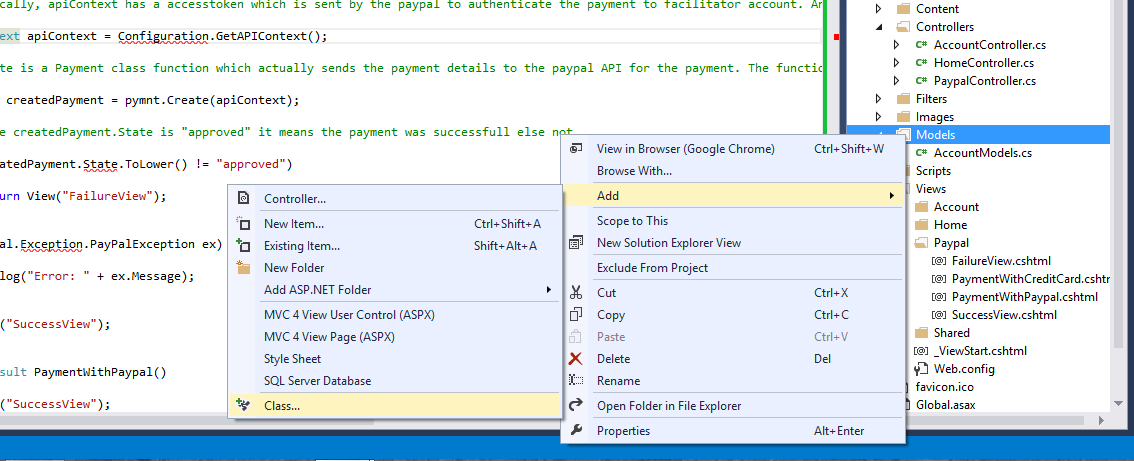 cally, apiContext has a accesstoken which is sent by the paypal to authenticate the payment to facilitator account. An
ext apiContext = Configuration.GetAPIContext();
te is a Payment class function which actually sends the payment details to the paypal API for the payment. The functio
createdPayment = pymnt.Create(apiContext);
e createdPayment.State is "approved" it means the payment was successfull else not
atedPayment.State.ToLower() != "approved")
urn View("FailureView");
al.Exception.PayPalException ex)
log("Error: " + ex.Message);
("SuccessView");
sult PaymentWithPaypal()
("SuccessView");
Controller...
New Item... Ctrl+Shift+A
Existing Item... Shift+Alt+A
New Folder
Add ASP.NET Folder
MVC 4 View User Control (ASPX)
MVC 4 View Page (ASPX)
Style Sheet
SQL Server Database
Class...
View in Browser (Google Chrome) Ctrl+Shift+W
Browse With...
Add
Scope to This
New Solution Explorer View
Exclude From Project
Cut Ctrl+X
Copy Ctrl+C
Paste Ctrl+V
Delete Del
Rename
Open Folder in File Explorer
Properties Alt+Enter
Content
Controllers
C# AccountController.cs
C# HomeController.cs
C# PaypalController.cs
Filters
Images
Models
C# AccountModels.cs
Scripts
Views
Account
Home
Paypal
[@] FailureView.cshtml
[@] PaymentWithCreditCard.cshtm
[@] PaymentWithPaypal.cshtml
[@] SuccessView.cshtml
Shared
[@] _ViewStart.cshtml
Web.config
favicon.ico
Global.asax